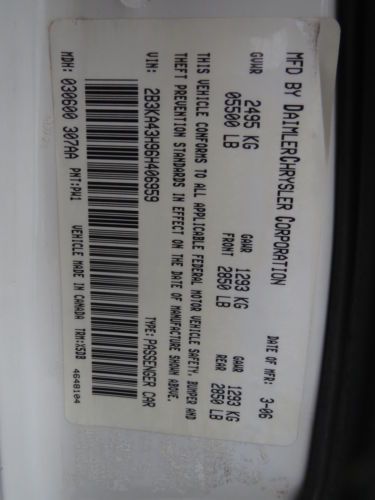 MFD BY DAIMLERCHRYSLER CORPORATION
DATE OF MFR: 3-06
GVWR
2495 KG
05500 LB
GAWR
FRONT
1293 KG
2850 LB
GAWR
REAR
1293 KG
2850 LB
THIS VEHICLE CONFORMS TO ALL APPLICABLE FEDERAL MOTOR VEHICLE SAFETY, BUMPER AND
THEFT PREVENTION STANDARDS IN EFFECT ON THE DATE OF MANUFACTURE SHOWN ABOVE.
VIN: 2B3KA43H96H406959
TYPE: PASSENGER CAR
MDH: 030600 307AA PNT: PW1
VEHICLE MADE IN CANADA TRM: X5DB
4648104